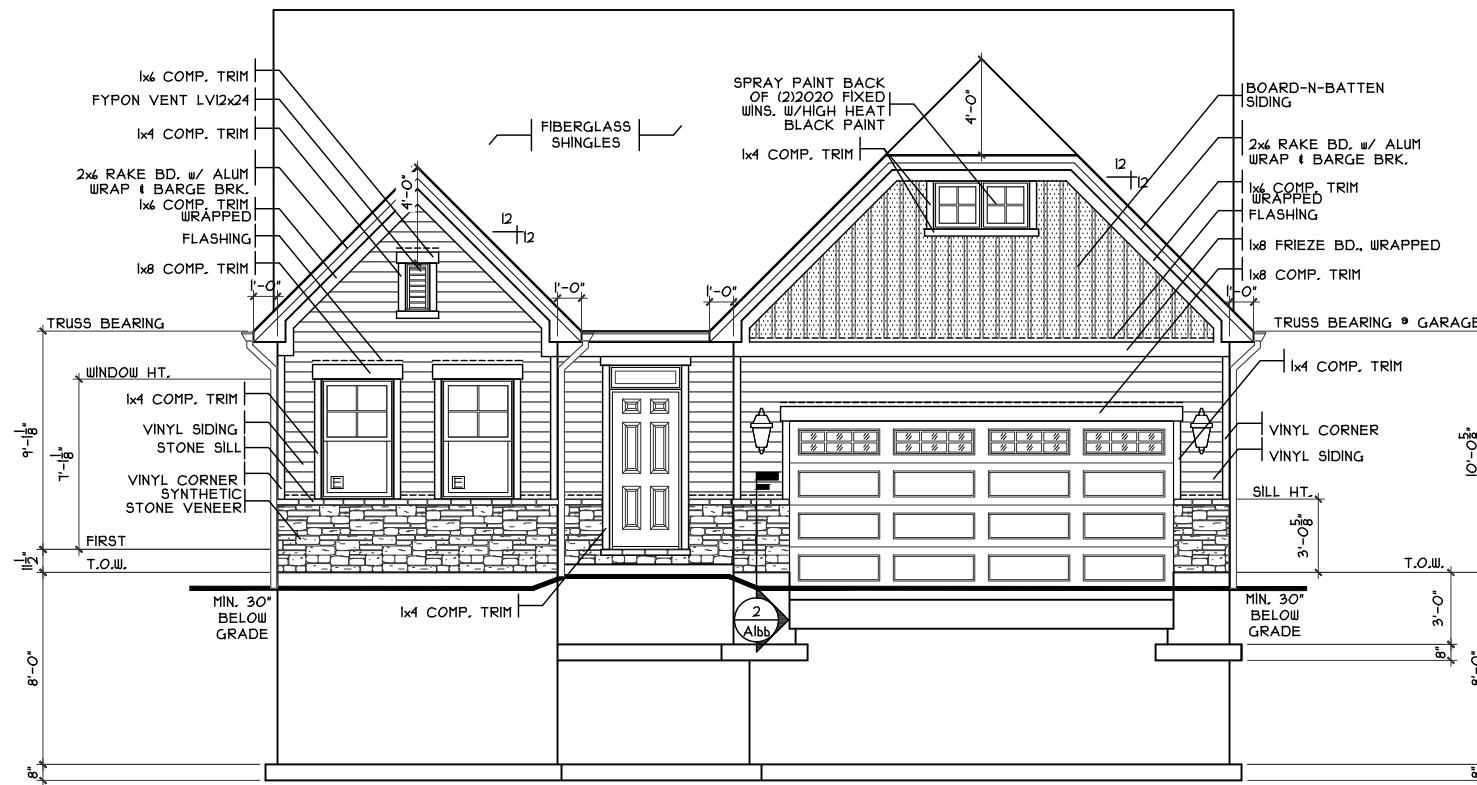 1x6 COMP. TRIM
FYPON VENT LV12x24
1x4 COMP. TRIM
2x6 RAKE BD. w/ ALUM
WRAP & BARGE BRK.
1x6 COMP. TRIM
WRAPPED
FLASHING
1x8 COMP. TRIM
1'-0"
TRUSS BEARING
WINDOW HT.
1x4 COMP. TRIM
VINYL SIDING
STONE SILL
VINYL CORNER
SYNTHETIC
STONE VENEER
FIRST
T.O.W.
9'-1 1/8"
7'-1 1/8"
11 1/2"
8'-0"
8"
MIN. 30"
BELOW
GRADE
4'-0"
12
12
1'-0"
E
E
1x4 COMP. TRIM
FIBERGLASS
SHINGLES
SPRAY PAINT BACK
OF (2)2020 FIXED
WINS. W/HIGH HEAT
BLACK PAINT
1x4 COMP. TRIM
4'-0"
1'-0"
12
12
1'-0"
2
A1bb
BOARD-N-BATTEN
SIDING
2x6 RAKE BD. w/ ALUM
WRAP & BARGE BRK.
1x6 COMP. TRIM
WRAPPED
FLASHING
1x8 FRIEZE BD., WRAPPED
1x8 COMP. TRIM
TRUSS BEARING @ GARAGE
1x4 COMP. TRIM
VINYL CORNER
VINYL SIDING
SILL HT.
10'-0 5/8"
3'-0 5/8"
T.O.W.
MIN. 30"
BELOW
GRADE
3'-0"
8"
8'-0"
8"